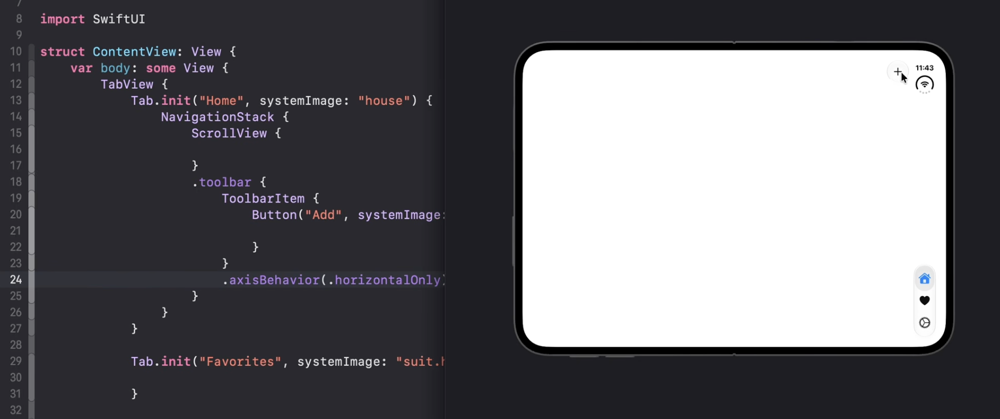 7
8 import SwiftUI
9
10 struct ContentView: View {
11 var body: some View {
12 TabView {
13 Tab.init("Home", systemImage: "house") {
14 NavigationStack {
15 ScrollView {
16
17 }
18 .toolbar {
19 ToolbarItem {
20 Button("Add", systemImage:
21
22 }
23 }
24 .axisBehavior(.horizontalOnly)
25 }
26 }
27 }
28
29 Tab.init("Favorites", systemImage: "suit.h
30
31 }
32
11:43